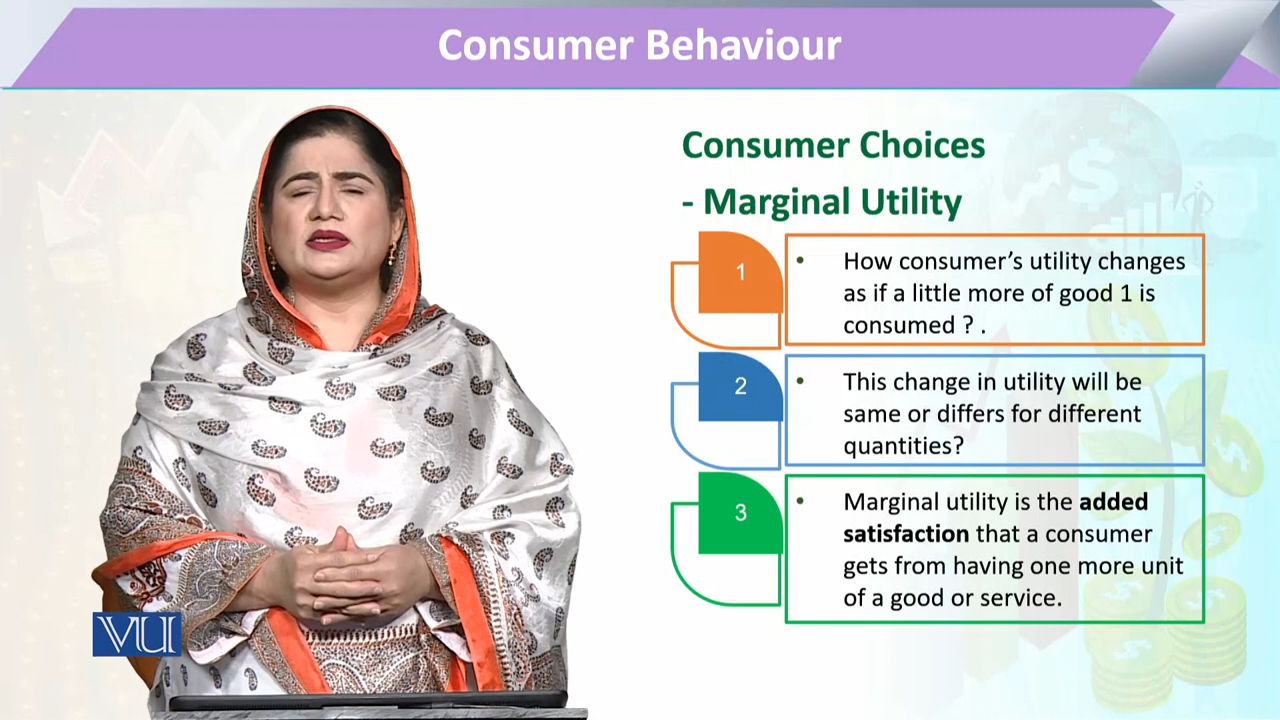 Consumer Behaviour
Consumer Choices
- Marginal Utility
1
• How consumer's utility changes
as if a little more of good 1 is
consumed ? .
2
• This change in utility will be
same or differs for different
quantities?
3
• Marginal utility is the added
satisfaction that a consumer
gets from having one more unit
of a good or service.
VU